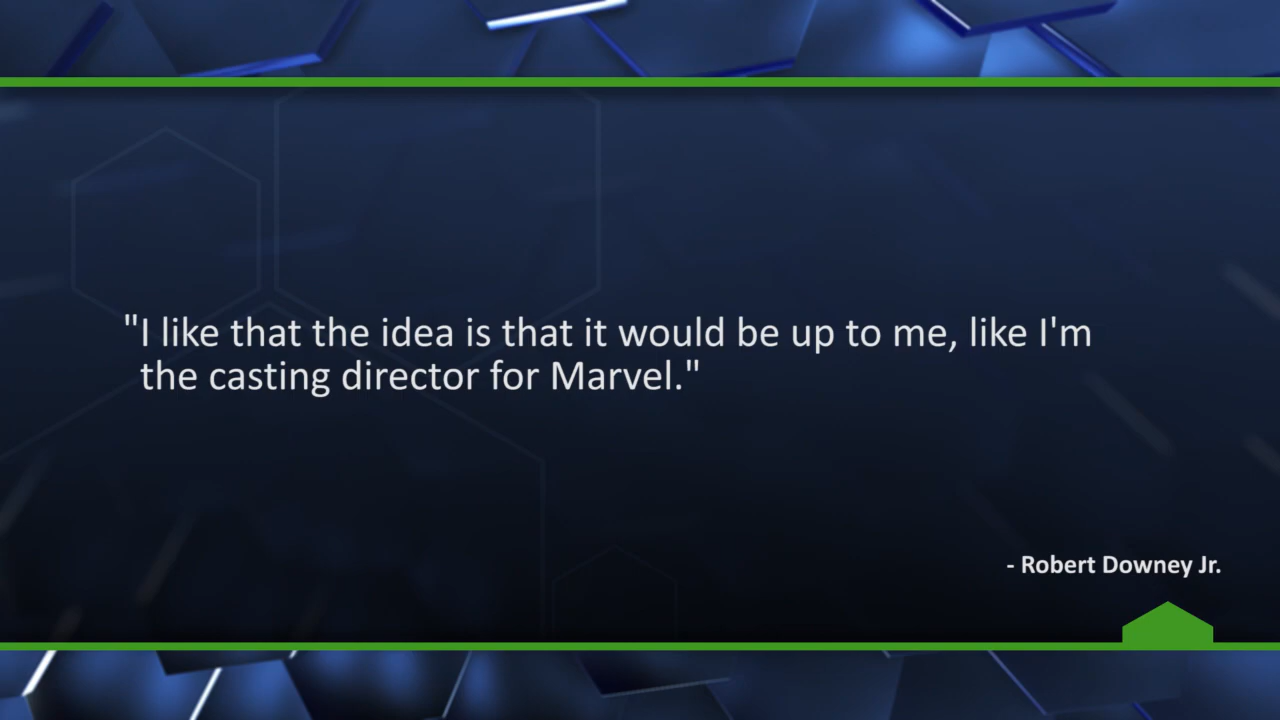 "I like that the idea is that it would be up to me, like I'm
the casting director for Marvel."
- Robert Downey Jr.